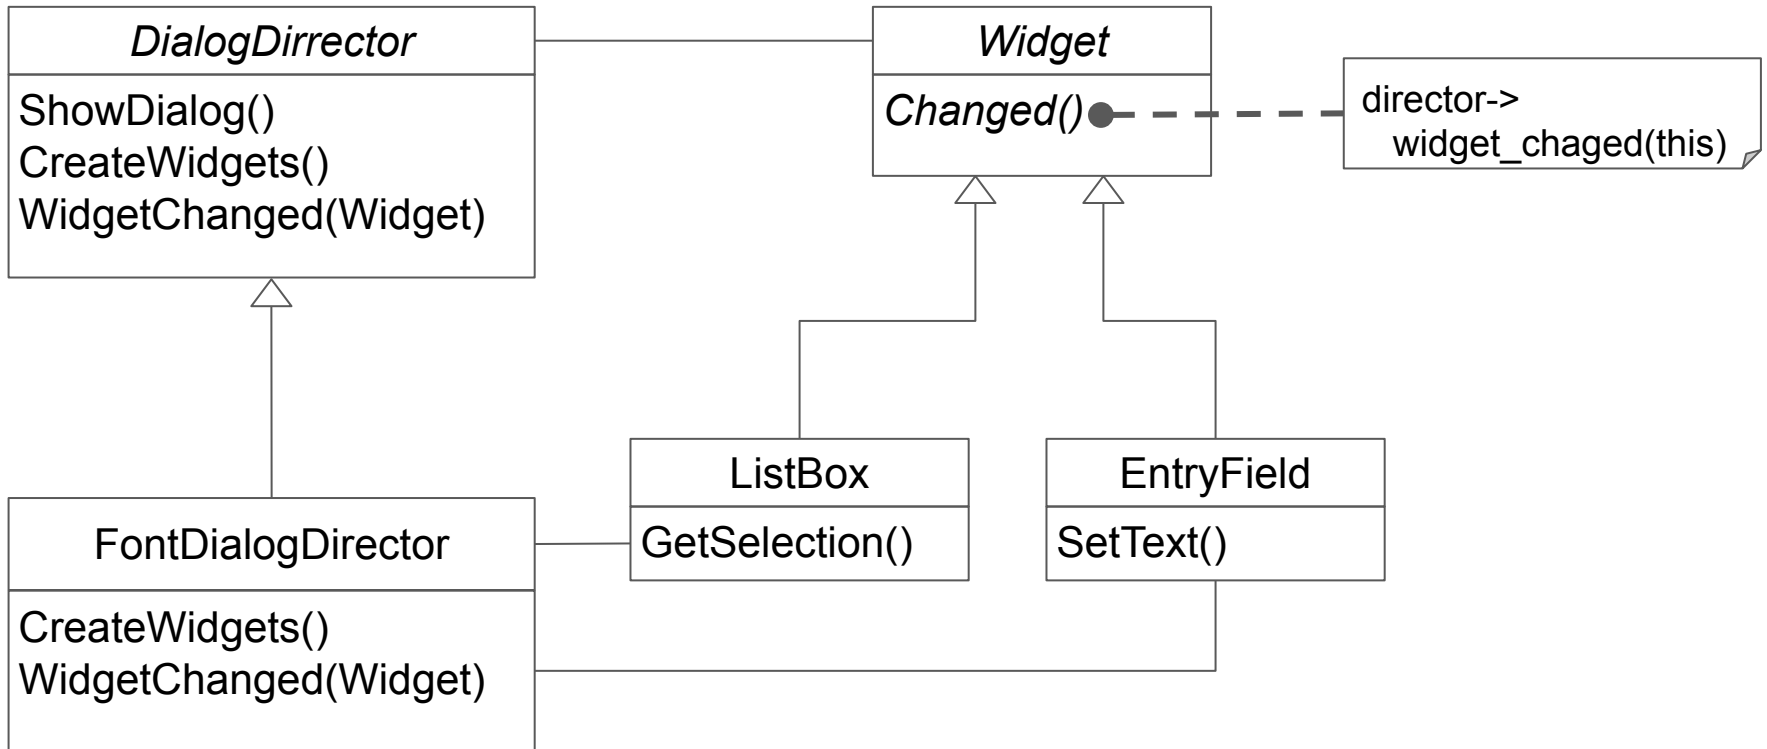 DialogDirrector
ShowDialog()
CreateWidgets()
WidgetChanged(Widget)
Widget
Changed()
director->
widget_chaged(this)
ListBox
GetSelection()
EntryField
SetText()
FontDialogDirector
CreateWidgets()
WidgetChanged(Widget)